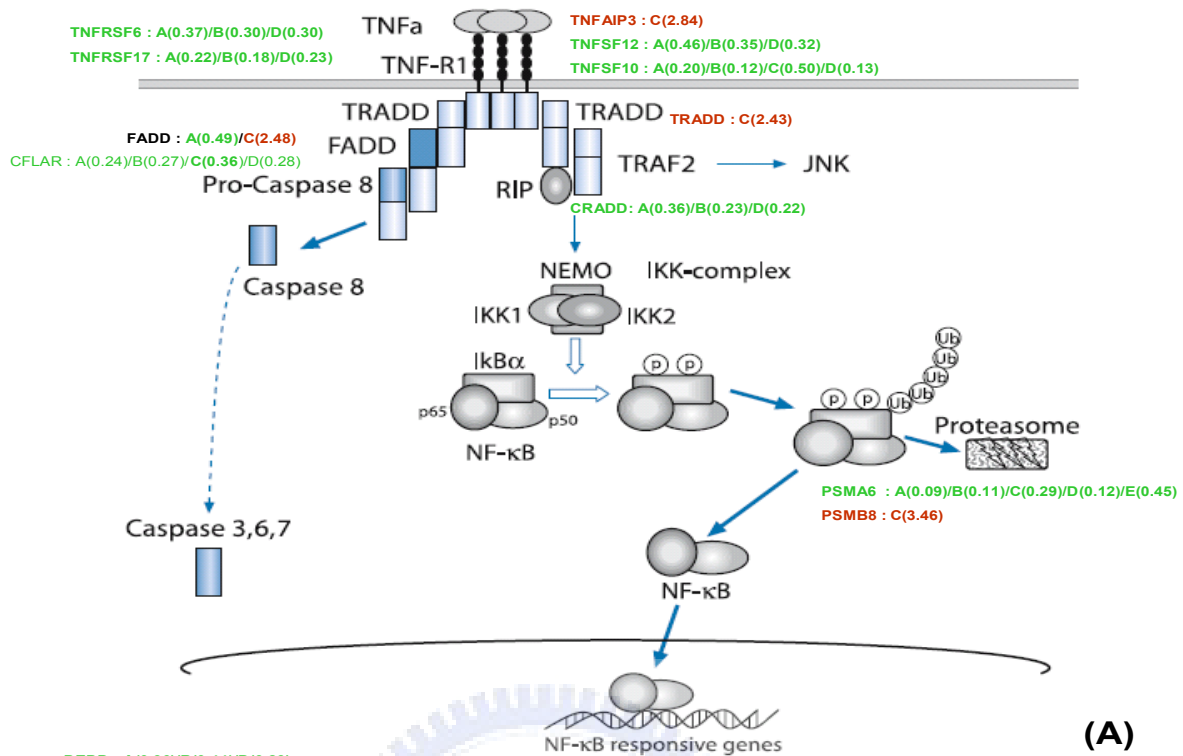 TNFa
TNFRSF6 : A(0.37)/B(0.30)/D(0.30)
TNFRSF17 : A(0.22)/B(0.18)/D(0.23)
TNFAIP3 : C(2.84)
TNFSF12 : A(0.46)/B(0.35)/D(0.32)
TNFSF10 : A(0.20)/B(0.12)/C(0.50)/D(0.13)
TNF-R1
TRADD
TRADD
TRADD : C(2.43)
FADD : A(0.49)/C(2.48)
FADD
CFLAR : A(0.24)/B(0.27)/C(0.36)/D(0.28)
TRAF2
JNK
Pro-Caspase 8
RIP
CRADD : A(0.36)/B(0.23)/D(0.22)
Caspase 8
NEMO
IKK-complex
IKK1
IKK2
IkBα
p65
p50
NF-κB
P
P
P
P
Ub
Ub
Ub
Ub
Ub
Proteasome
PSMA6 : A(0.09)/B(0.11)/C(0.29)/D(0.12)/E(0.45)
PSMB8 : C(3.46)
Caspase 3,6,7
NF-κB
NF-κB responsive genes
(A)